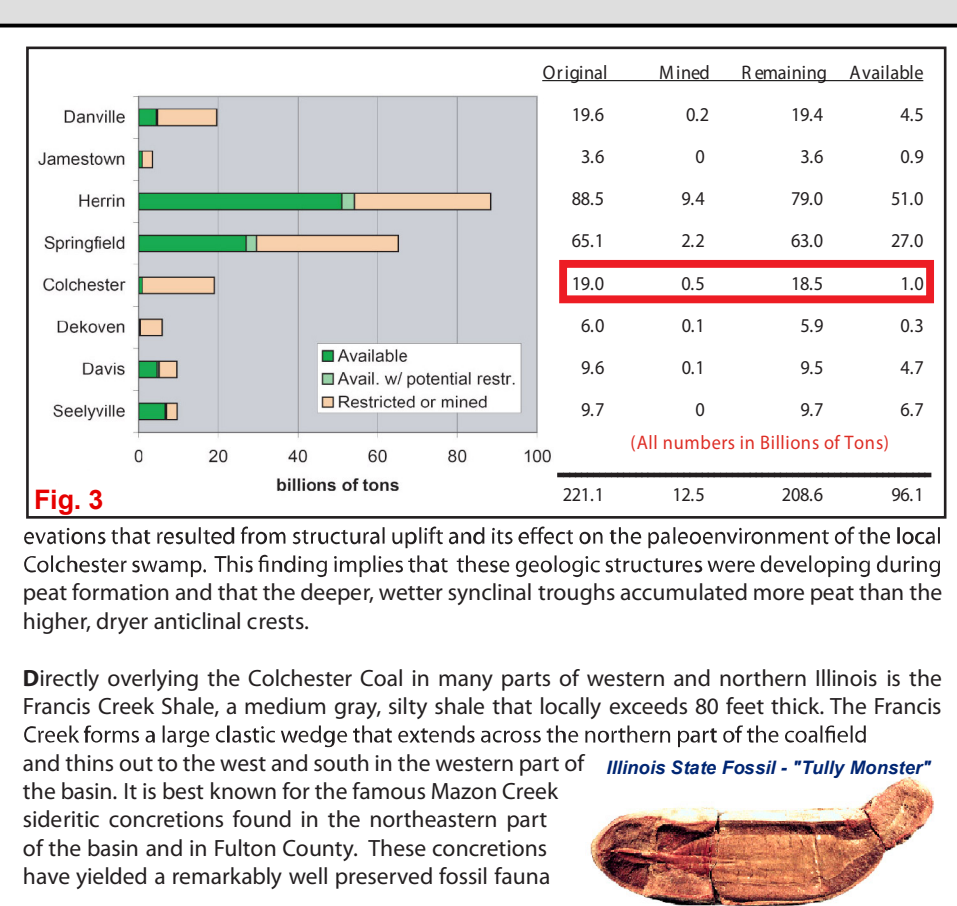 Original Mined Remaining Available
Danville 19.6 0.2 19.4 4.5
Jamestown 3.6 0 3.6 0.9
Herrin 88.5 9.4 79.0 51.0
Springfield 65.1 2.2 63.0 27.0
Colchester 19.0 0.5 18.5 1.0
Dekoven 6.0 0.1 5.9 0.3
Davis 9.6 0.1 9.5 4.7
Seelyville 9.7 0 9.7 6.7
Available
Avail. w/ potential restr.
Restricted or mined
(All numbers in Billions of Tons)
0 20 40 60 80 100
billions of tons
Fig. 3
221.1 12.5 208.6 96.1
evations that resulted from structural uplift and its effect on the paleoenvironment of the local
Colchester swamp. This finding implies that these geologic structures were developing during
peat formation and that the deeper, wetter synclinal troughs accumulated more peat than the
higher, dryer anticlinal crests.
Directly overlying the Colchester Coal in many parts of western and northern Illinois is the
Francis Creek Shale, a medium gray, silty shale that locally exceeds 80 feet thick. The Francis
Creek forms a large clastic wedge that extends across the northern part of the coalfield
and thins out to the west and south in the western part of
the basin. It is best known for the famous Mazon Creek
sideritic concretions found in the northeastern part
of the basin and in Fulton County. These concretions
have yielded a remarkably well preserved fossil fauna
Illinois State Fossil - "Tully Monster"